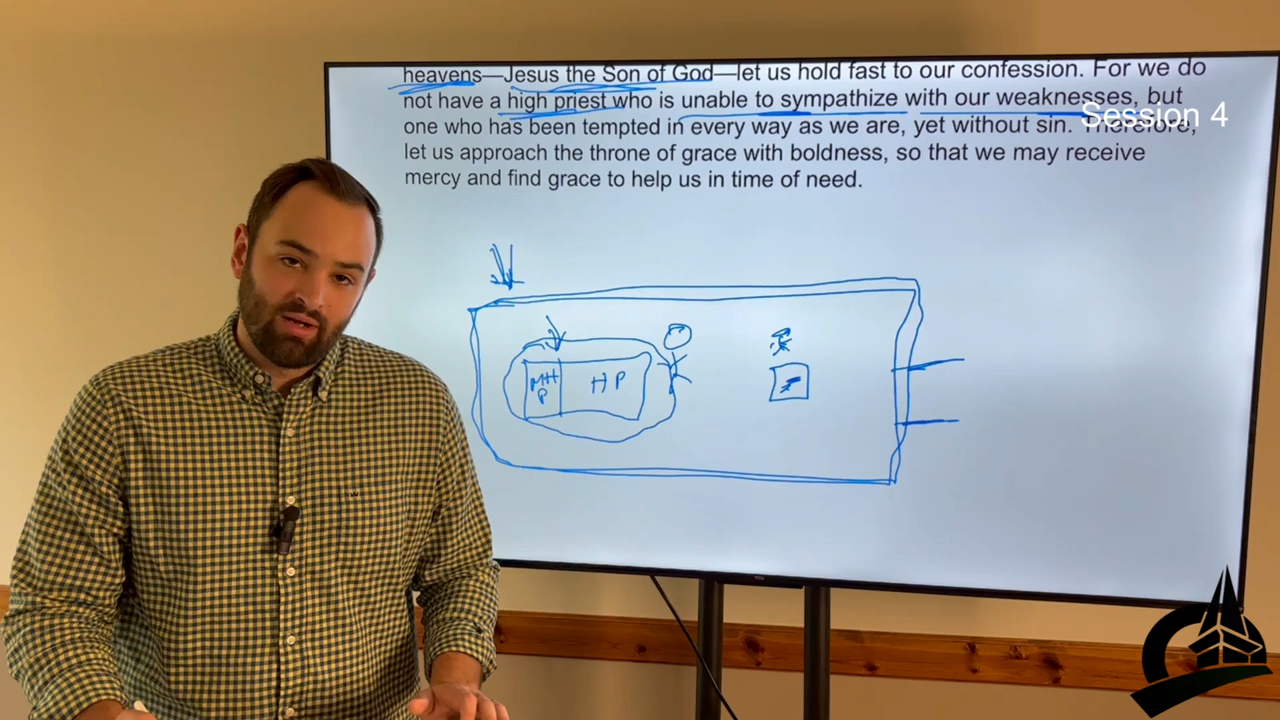 heavens—Jesus the Son of God—let us hold fast to our confession. For we do
not have a high priest who is unable to sympathize with our weaknesses, but
one who has been tempted in every way as we are, yet without sin. Therefore,
Session 4
let us approach the throne of grace with boldness, so that we may receive
mercy and find grace to help us in time of need.
MH HP
P
TCL